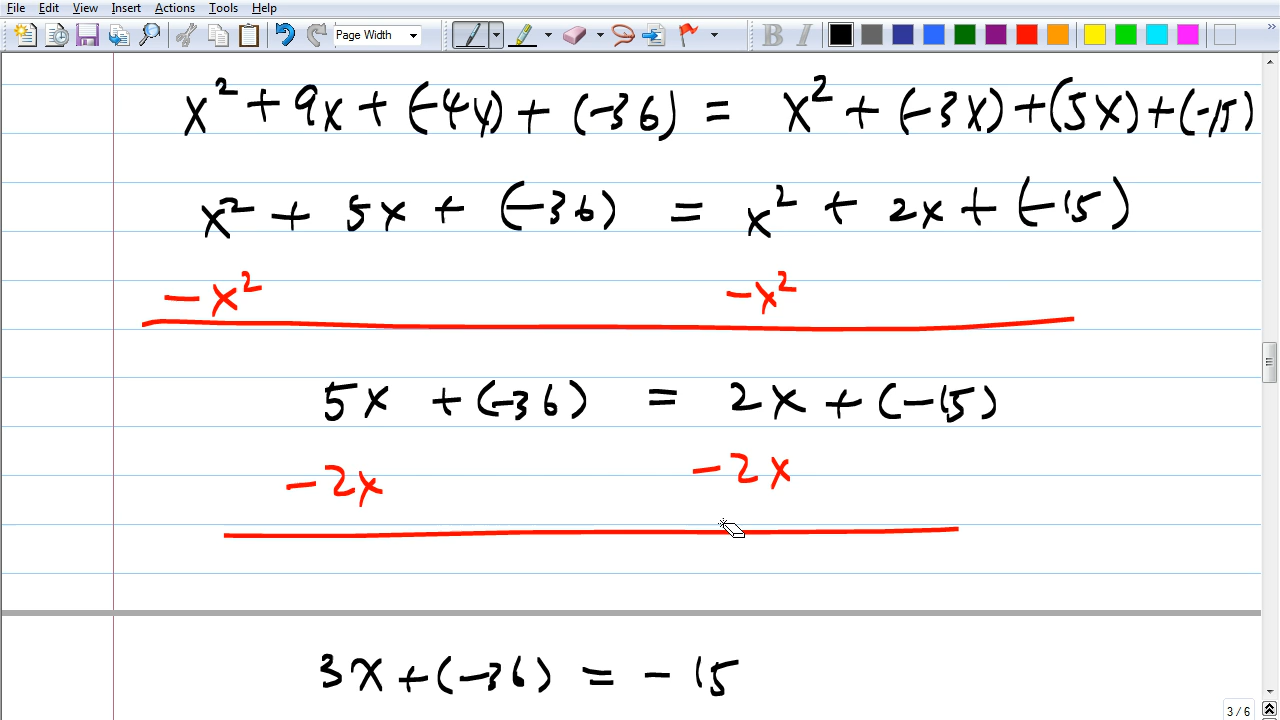 File Edit View Insert Actions Tools Help
Page Width B I
x² + 9x + (-4x) + (-36) = x² + (-3x) + (5x) + (-15)
x² + 5x + (-36) = x² + 2x + (-15)
- x² - x²
5x + (-36) = 2x + (-15)
- 2x - 2x
3x + (-36) = - 15
3 / 6